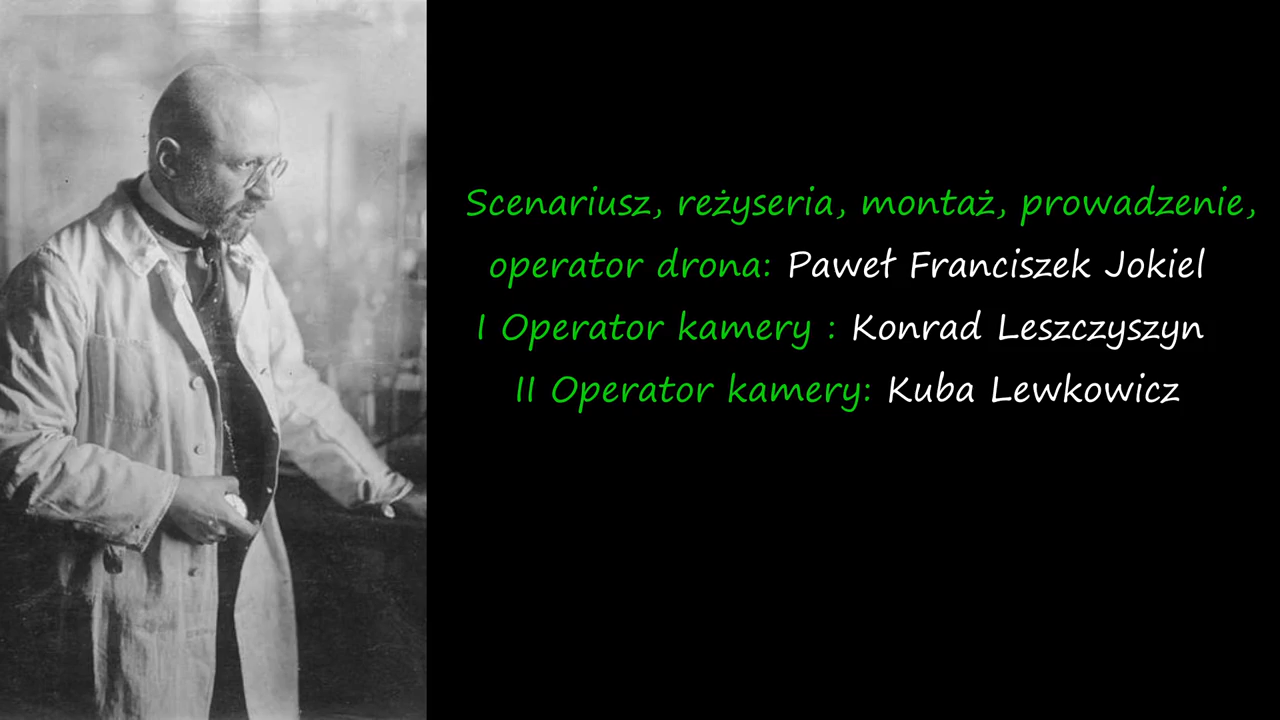 Scenariusz, reżyseria, montaż, prowadzenie,
operator drona: Paweł Franciszek Jokiel
I Operator kamery : Konrad Leszczyszyn
II Operator kamery: Kuba Lewkowicz